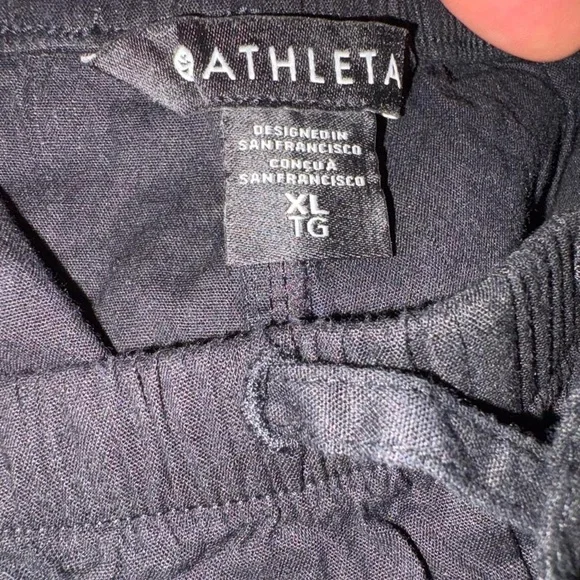 ATHLETA
DESIGNED IN
SAN FRANCISCO
CONÇU À
SAN FRANCISCO
XL
TG